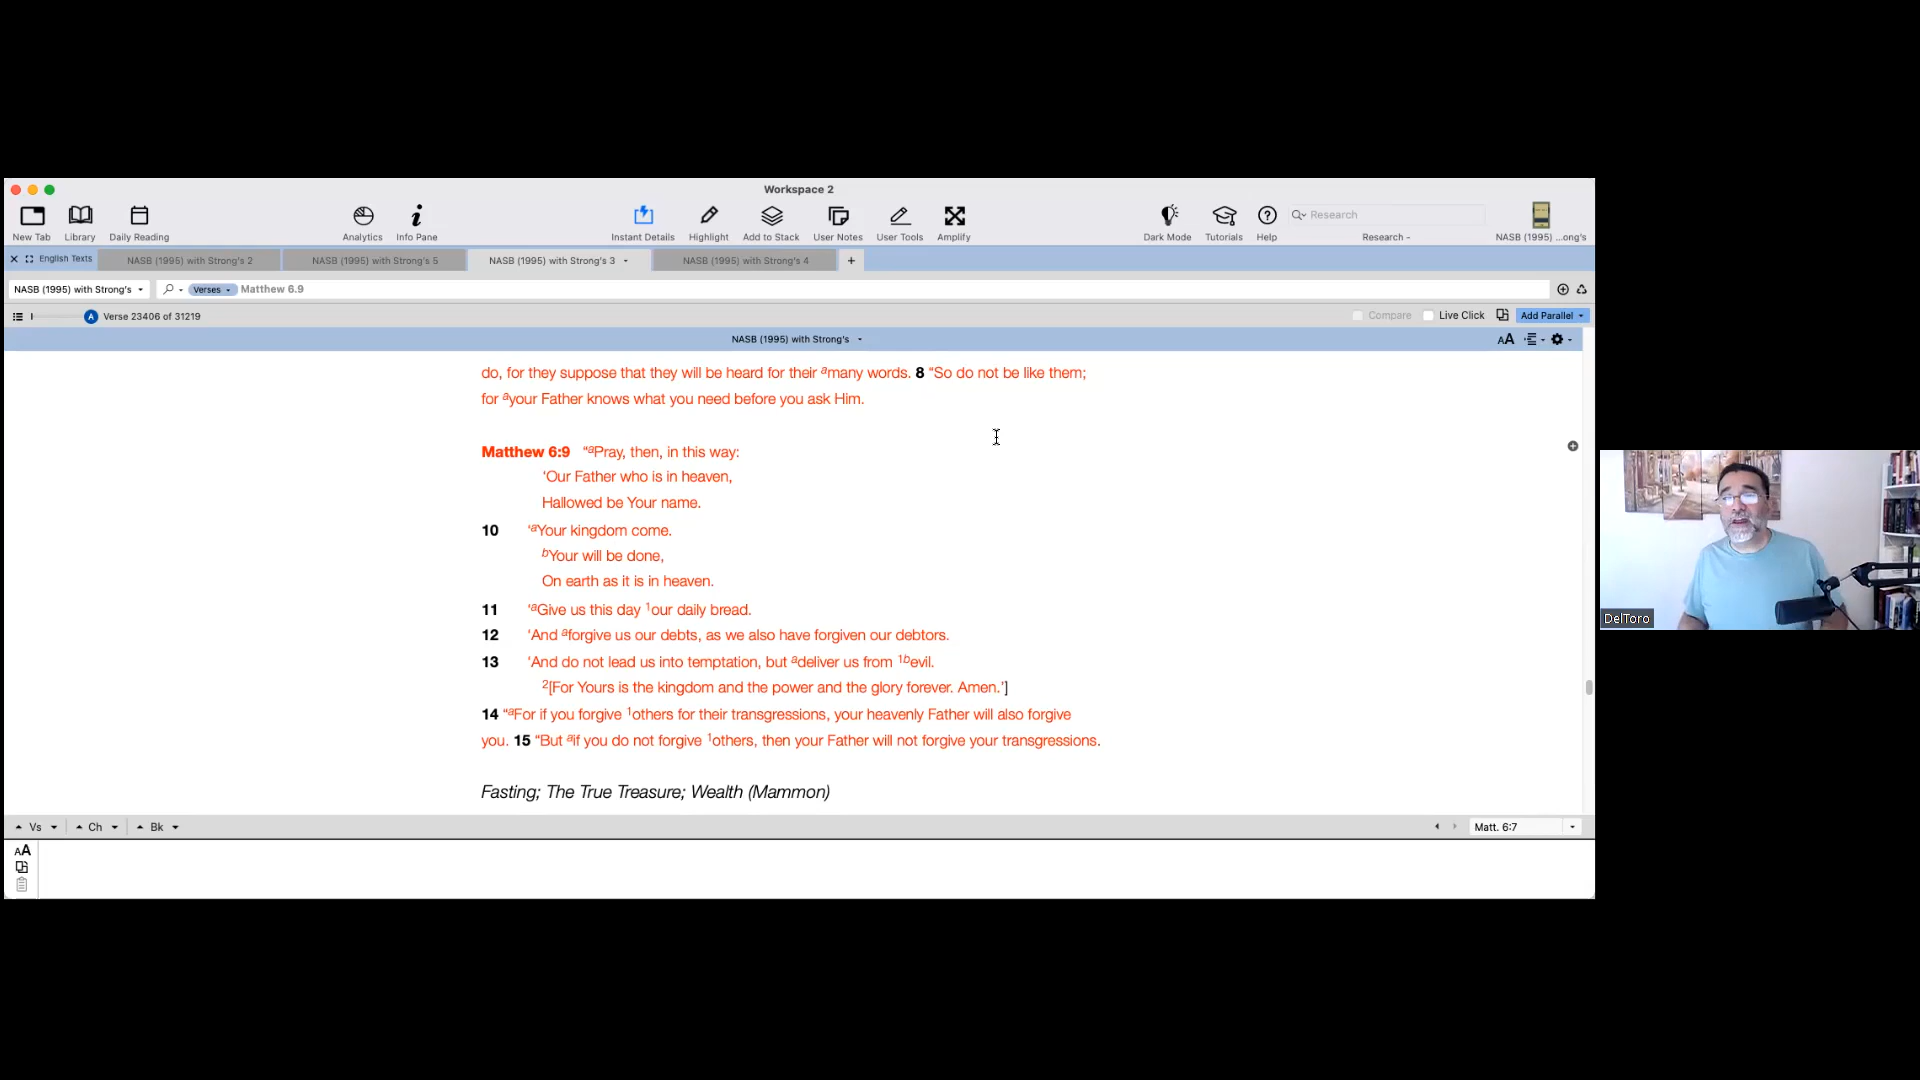 Workspace 2
New Tab Library Daily Reading Analytics Info Pane Instant Details Highlight Add to Stack User Notes User Tools Amplify Dark Mode Tutorials Help Research Research NASB (1995) ...ong's
English Texts NASB (1995) with Strong's 2 NASB (1995) with Strong's 5 NASB (1995) with Strong's 3 NASB (1995) with Strong's 4 +
NASB (1995) with Strong's Verses Matthew 6.9
A Verse 23406 of 31219 Compare Live Click Add Parallel
NASB (1995) with Strong's AA
do, for they suppose that they will be heard for their ᵃmany words. 8 “So do not be like them;
for ᵃyour Father knows what you need before you ask Him.
Matthew 6:9 “ᵃPray, then, in this way:
‘Our Father who is in heaven,
Hallowed be Your name.
10 ‘ᵃYour kingdom come.
ᵇYour will be done,
On earth as it is in heaven.
11 ‘ᵃGive us this day ¹our daily bread.
12 ‘And ᵃforgive us our debts, as we also have forgiven our debtors.
13 ‘And do not lead us into temptation, but ᵃdeliver us from ¹ᵇevil.
²[For Yours is the kingdom and the power and the glory forever. Amen.’]
14 “ᵃFor if you forgive ¹others for their transgressions, your heavenly Father will also forgive
you. 15 “But ᵃif you do not forgive ¹others, then your Father will not forgive your transgressions.
Fasting; The True Treasure; Wealth (Mammon)
Vs Ch Bk Matt. 6:7
AA
DelToro